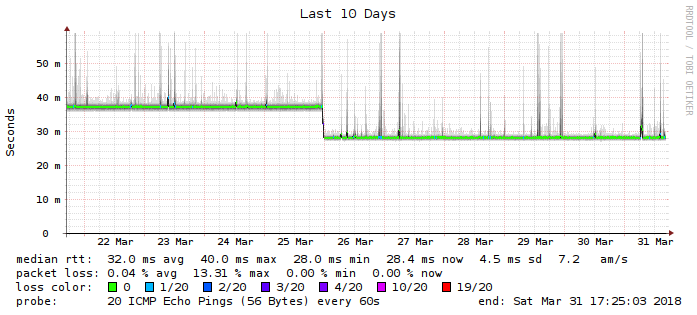 Last 10 Days
RRDTOOL / TOBI OETIKER
Seconds
50 m
40 m
30 m
20 m
10 m
0
22 Mar 23 Mar 24 Mar 25 Mar 26 Mar 27 Mar 28 Mar 29 Mar 30 Mar 31 Mar
median rtt: 32.0 ms avg 40.0 ms max 28.0 ms min 28.4 ms now 4.5 ms sd 7.2 am/s
packet loss: 0.04 % avg 13.31 % max 0.00 % min 0.00 % now
loss color: 0 1/20 2/20 3/20 4/20 10/20 19/20
probe: 20 ICMP Echo Pings (56 Bytes) every 60s end: Sat Mar 31 17:25:03 2018